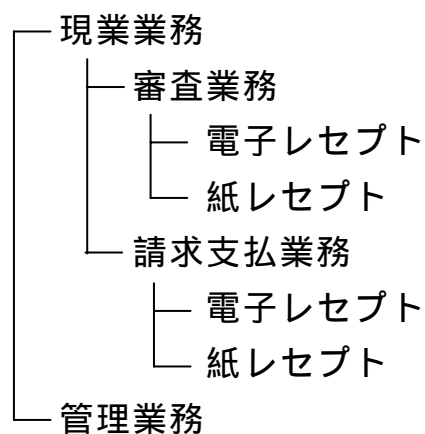 現業業務
審査業務
電子レセプト
紙レセプト
請求支払業務
電子レセプト
紙レセプト
管理業務